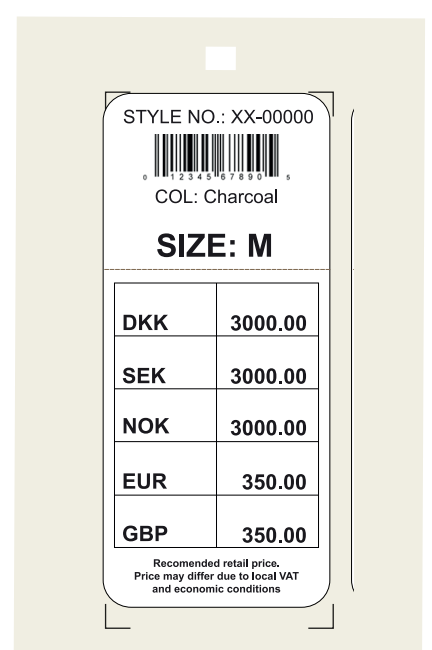 STYLE NO.: XX-00000
0 12345 67890 5
COL: Charcoal
SIZE: M
DKK 3000.00
SEK 3000.00
NOK 3000.00
EUR 350.00
GBP 350.00
Recomended retail price.
Price may differ due to local VAT
and economic conditions